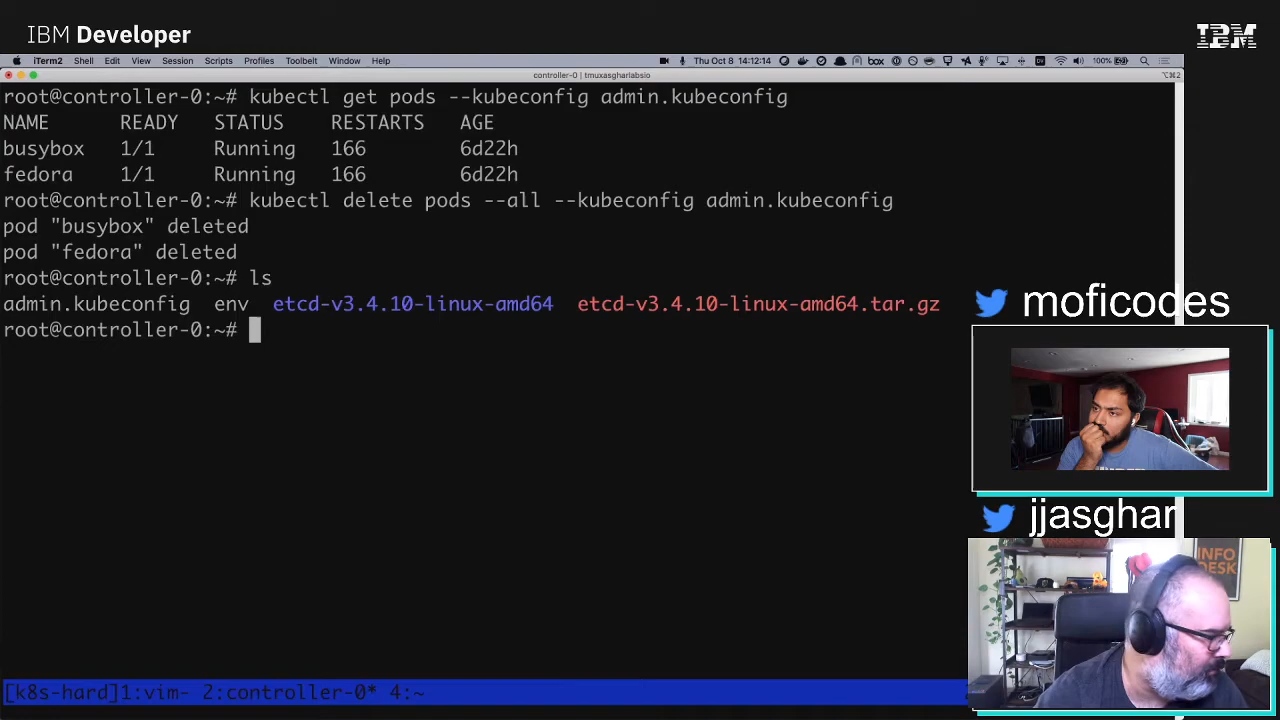 IBM Developer
IBM
iTerm2 Shell Edit View Session Scripts Profiles Toolbelt Window Help
box Thu Oct 8 14:12:14 100%
controller-0 | tmuxasgharlabsio
⌥⌘2
root@controller-0:~# kubectl get pods --kubeconfig admin.kubeconfig
NAME READY STATUS RESTARTS AGE
busybox 1/1 Running 166 6d22h
fedora 1/1 Running 166 6d22h
root@controller-0:~# kubectl delete pods --all --kubeconfig admin.kubeconfig
pod "busybox" deleted
pod "fedora" deleted
root@controller-0:~# ls
admin.kubeconfig env etcd-v3.4.10-linux-amd64 etcd-v3.4.10-linux-amd64.tar.gz
root@controller-0:~#
moficodes
jjasghar
INFO
DESK
[k8s-hard]1:vim- 2:controller-0* 4:~